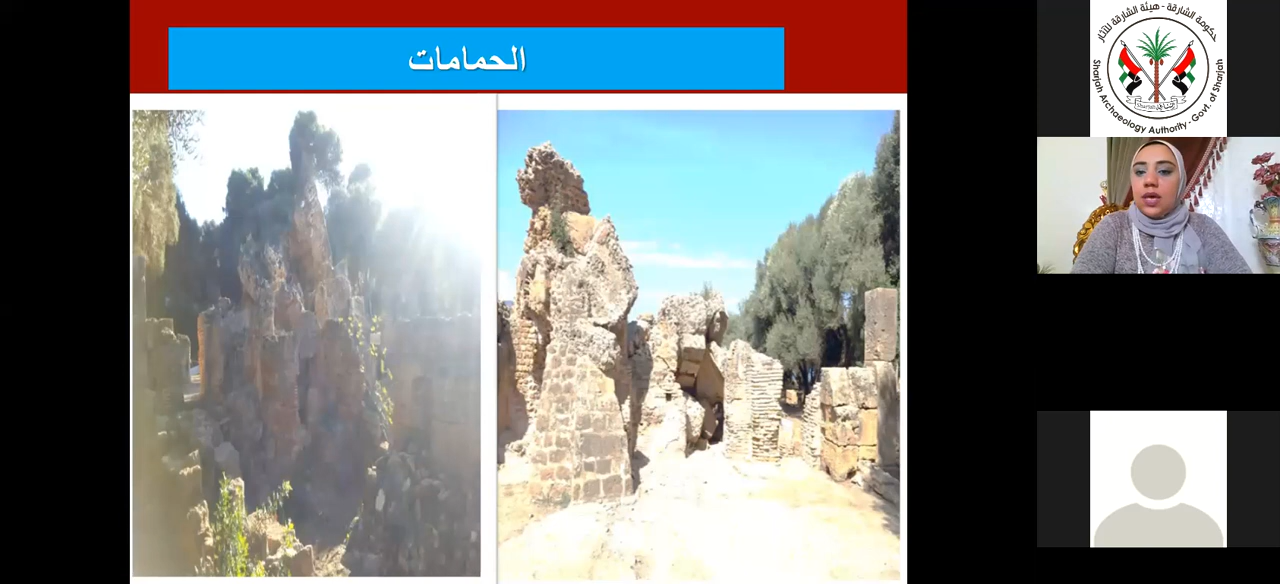 الحمامات
حكومة الشارقة - هيئة الشارقة للآثار
Sharjah Archaeology Authority - Govt. of Sharjah